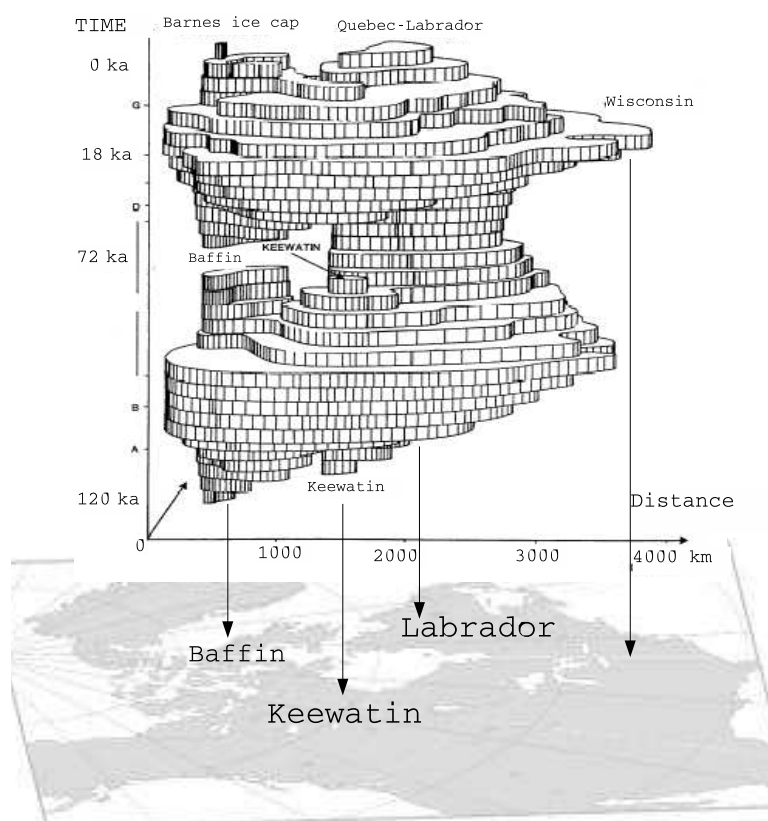 TIME
Barnes ice cap
Quebec-Labrador
0 ka
Wisconsin
G
18 ka
D
72 ka
Baffin
KEEWATIN
B
A
Keewatin
120 ka
Distance
0
1000
2000
3000
4000 km
Labrador
Baffin
Keewatin